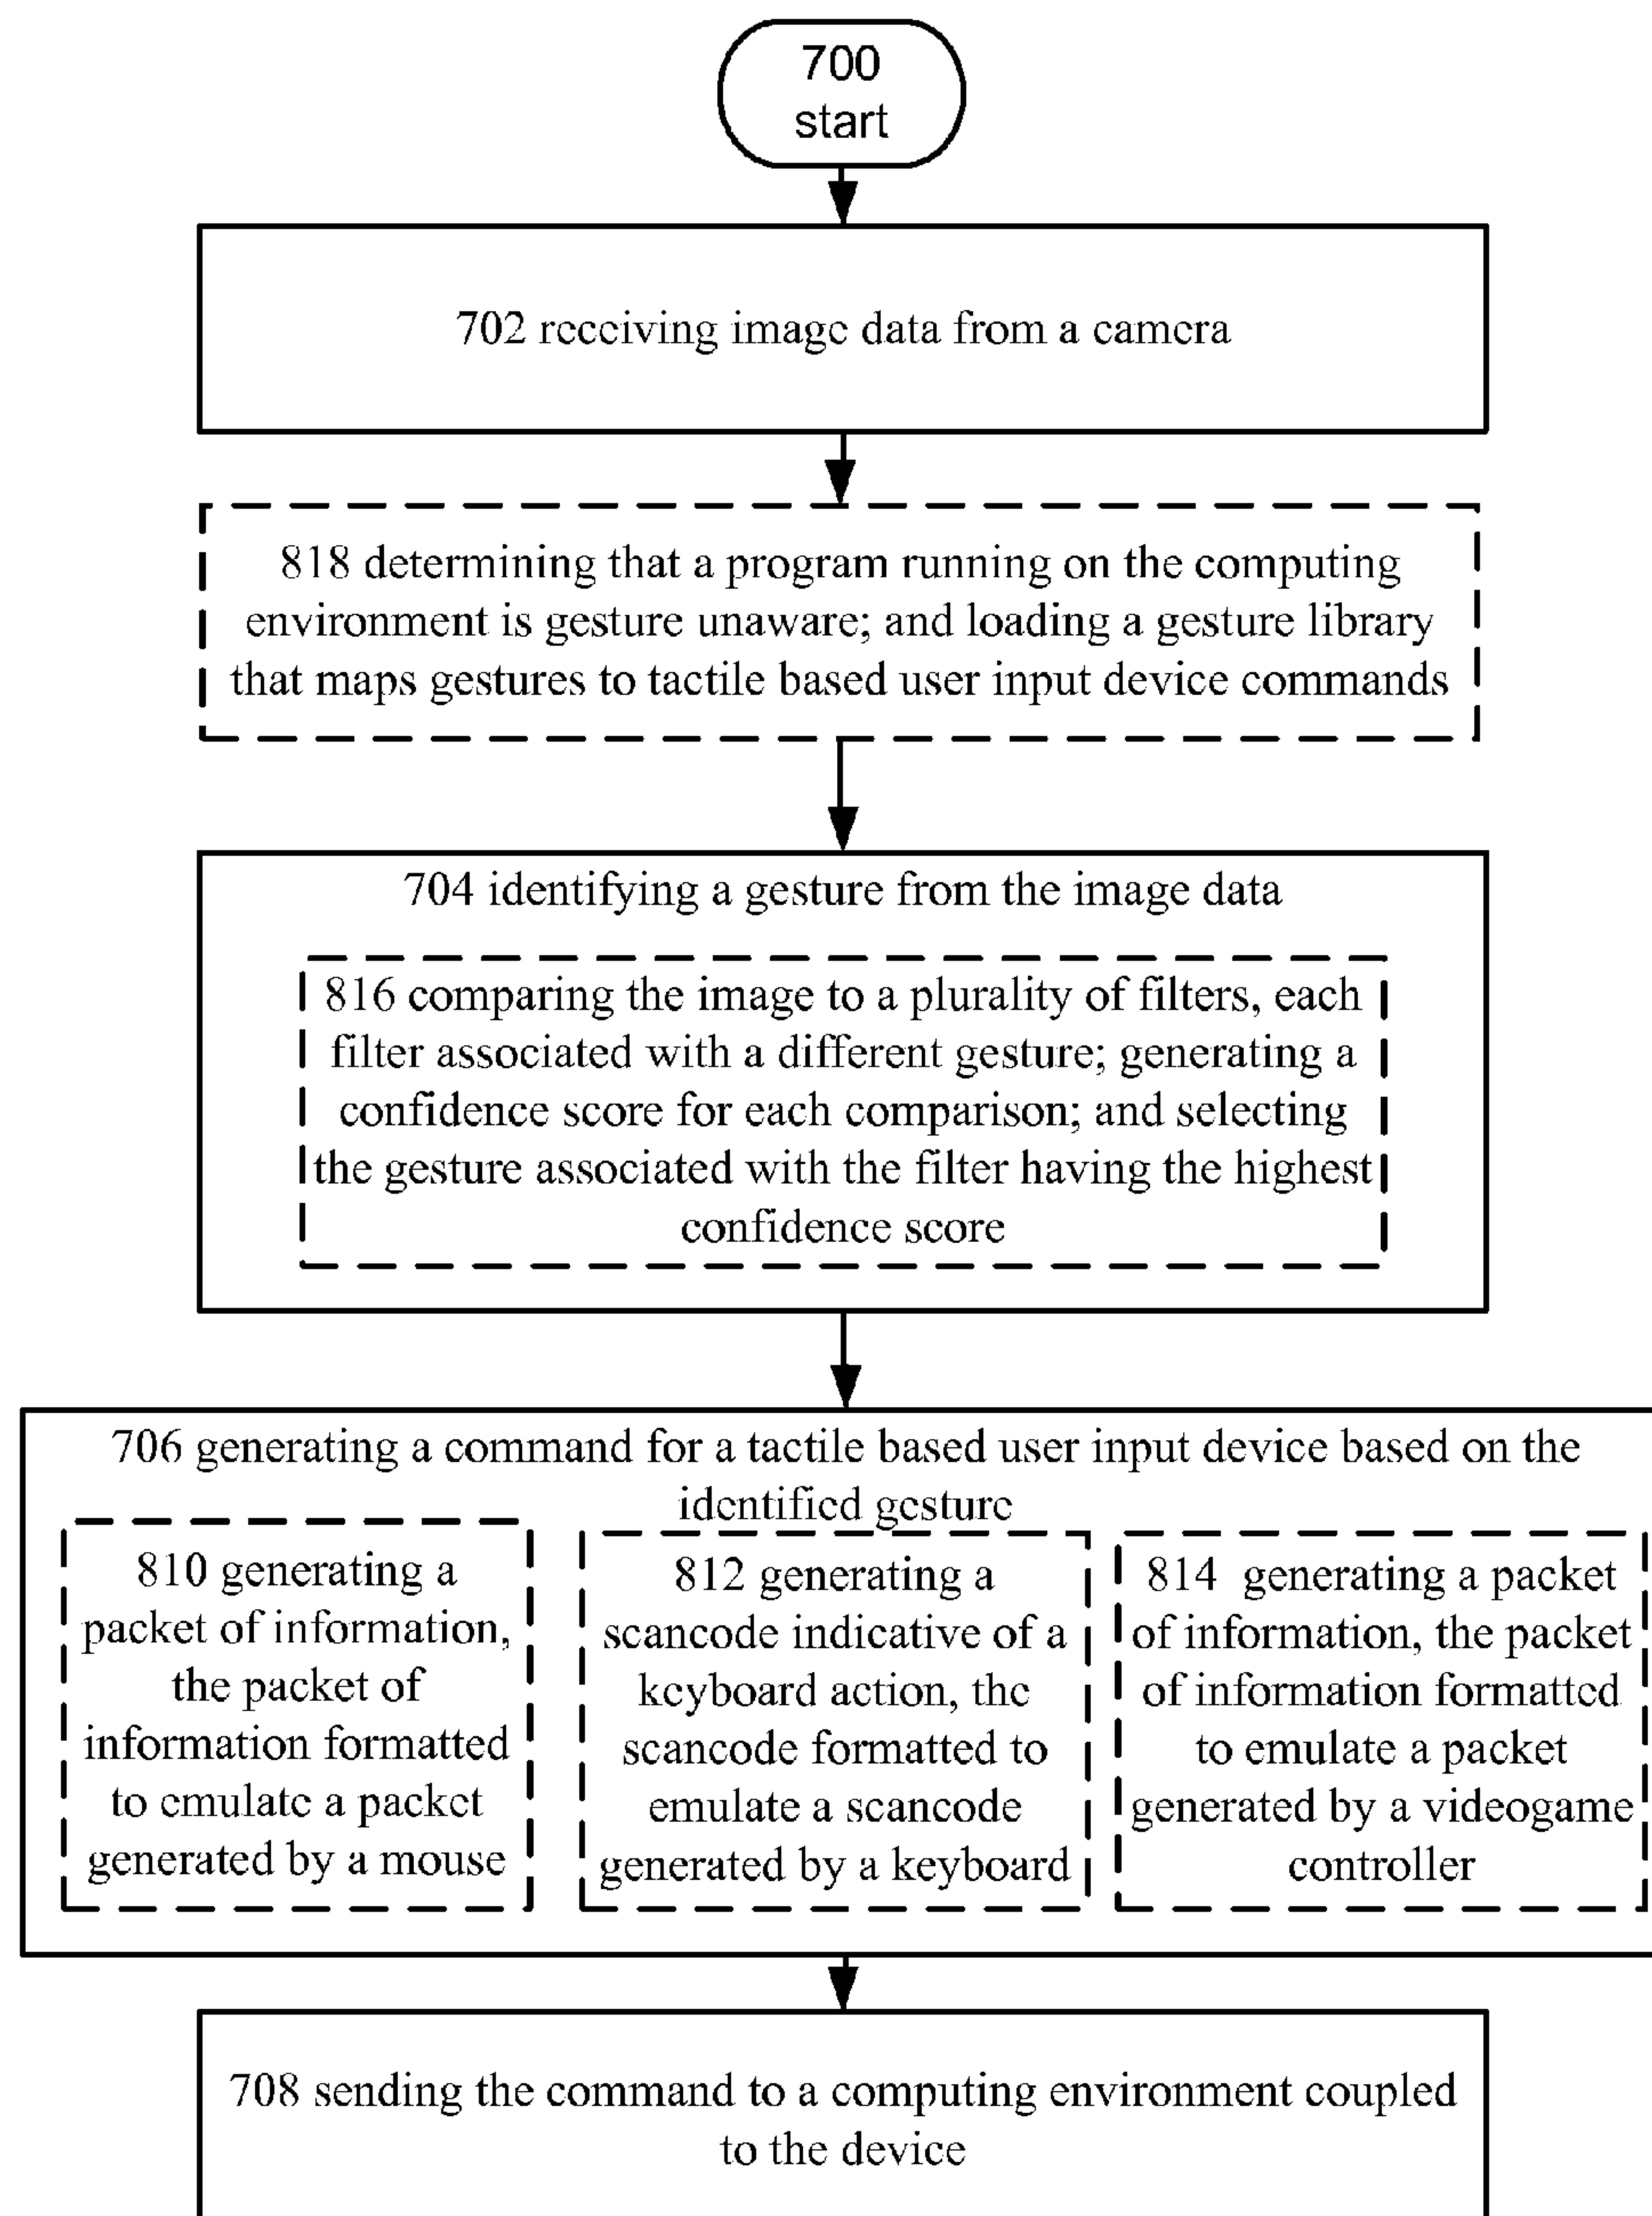 700
start
702 receiving image data from a camera
818 determining that a program running on the computing
environment is gesture unaware; and loading a gesture library
that maps gestures to tactile based user input device commands
704 identifying a gesture from the image data
816 comparing the image to a plurality of filters, each
filter associated with a different gesture; generating a
confidence score for each comparison; and selecting
the gesture associated with the filter having the highest
confidence score
706 generating a command for a tactile based user input device based on the
identified gesture
810 generating a
packet of information,
the packet of
information formatted
to emulate a packet
generated by a mouse
812 generating a
scancode indicative of a
keyboard action, the
scancode formatted to
emulate a scancode
generated by a keyboard
814 generating a packet
of information, the packet
of information formatted
to emulate a packet
generated by a videogame
controller
708 sending the command to a computing environment coupled
to the device